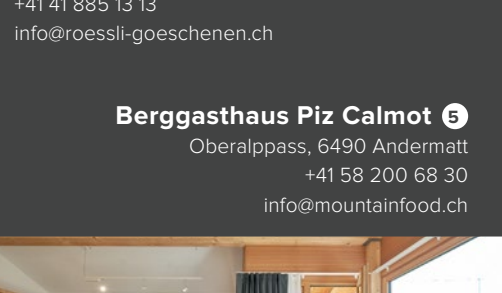 +41 41 885 13 13
info@roessli-goeschenen.ch
Berggasthaus Piz Calmot 5
Oberalppass, 6490 Andermatt
+41 58 200 68 30
info@mountainfood.ch